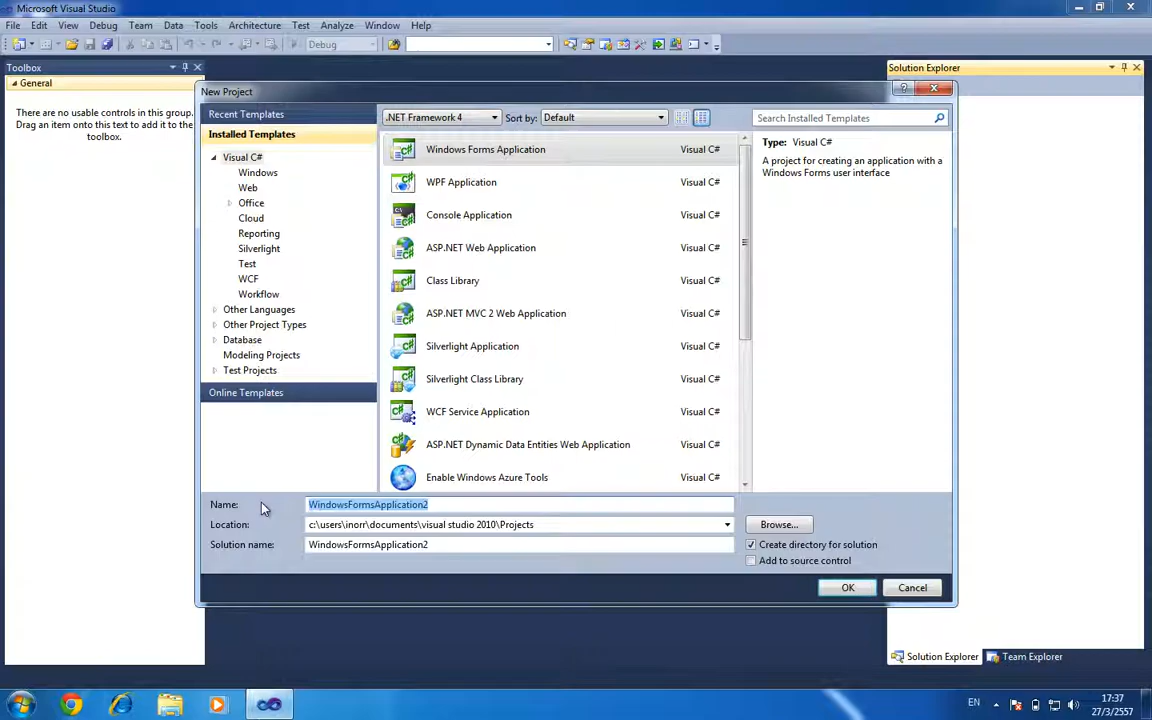 Microsoft Visual Studio
File Edit View Debug Team Data Tools Architecture Test Analyze Window Help
Debug
Toolbox
General
There are no usable controls in this group. Drag an item onto this text to add it to the toolbox.
Solution Explorer
New Project
Recent Templates
Installed Templates
Visual C#
Windows
Web
Office
Cloud
Reporting
Silverlight
Test
WCF
Workflow
Other Languages
Other Project Types
Database
Modeling Projects
Test Projects
Online Templates
.NET Framework 4 Sort by: Default
Search Installed Templates
Windows Forms Application Visual C#
WPF Application Visual C#
Console Application Visual C#
ASP.NET Web Application Visual C#
Class Library Visual C#
ASP.NET MVC 2 Web Application Visual C#
Silverlight Application Visual C#
Silverlight Class Library Visual C#
WCF Service Application Visual C#
ASP.NET Dynamic Data Entities Web Application Visual C#
Enable Windows Azure Tools Visual C#
Type: Visual C#
A project for creating an application with a
Windows Forms user interface
Name: WindowsFormsApplication2
Location: c:\users\inorr\documents\visual studio 2010\Projects Browse...
Solution name: WindowsFormsApplication2
Create directory for solution
Add to source control
OK Cancel
Solution Explorer Team Explorer
EN
17:37
27/3/2557